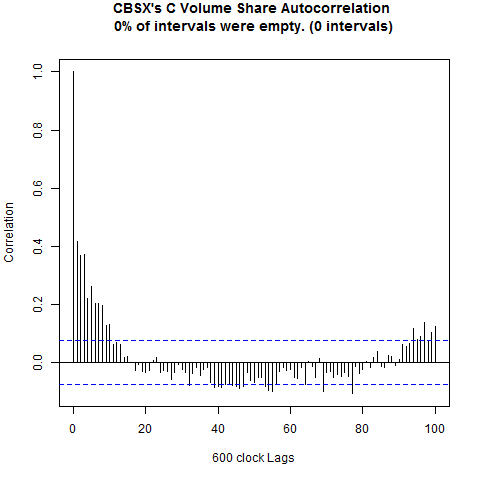 CBSX's C Volume Share Autocorrelation
0% of intervals were empty. (0 intervals)
1.0
0.8
0.6
0.4
0.2
0.0
Correlation
0 20 40 60 80 100
600 clock Lags